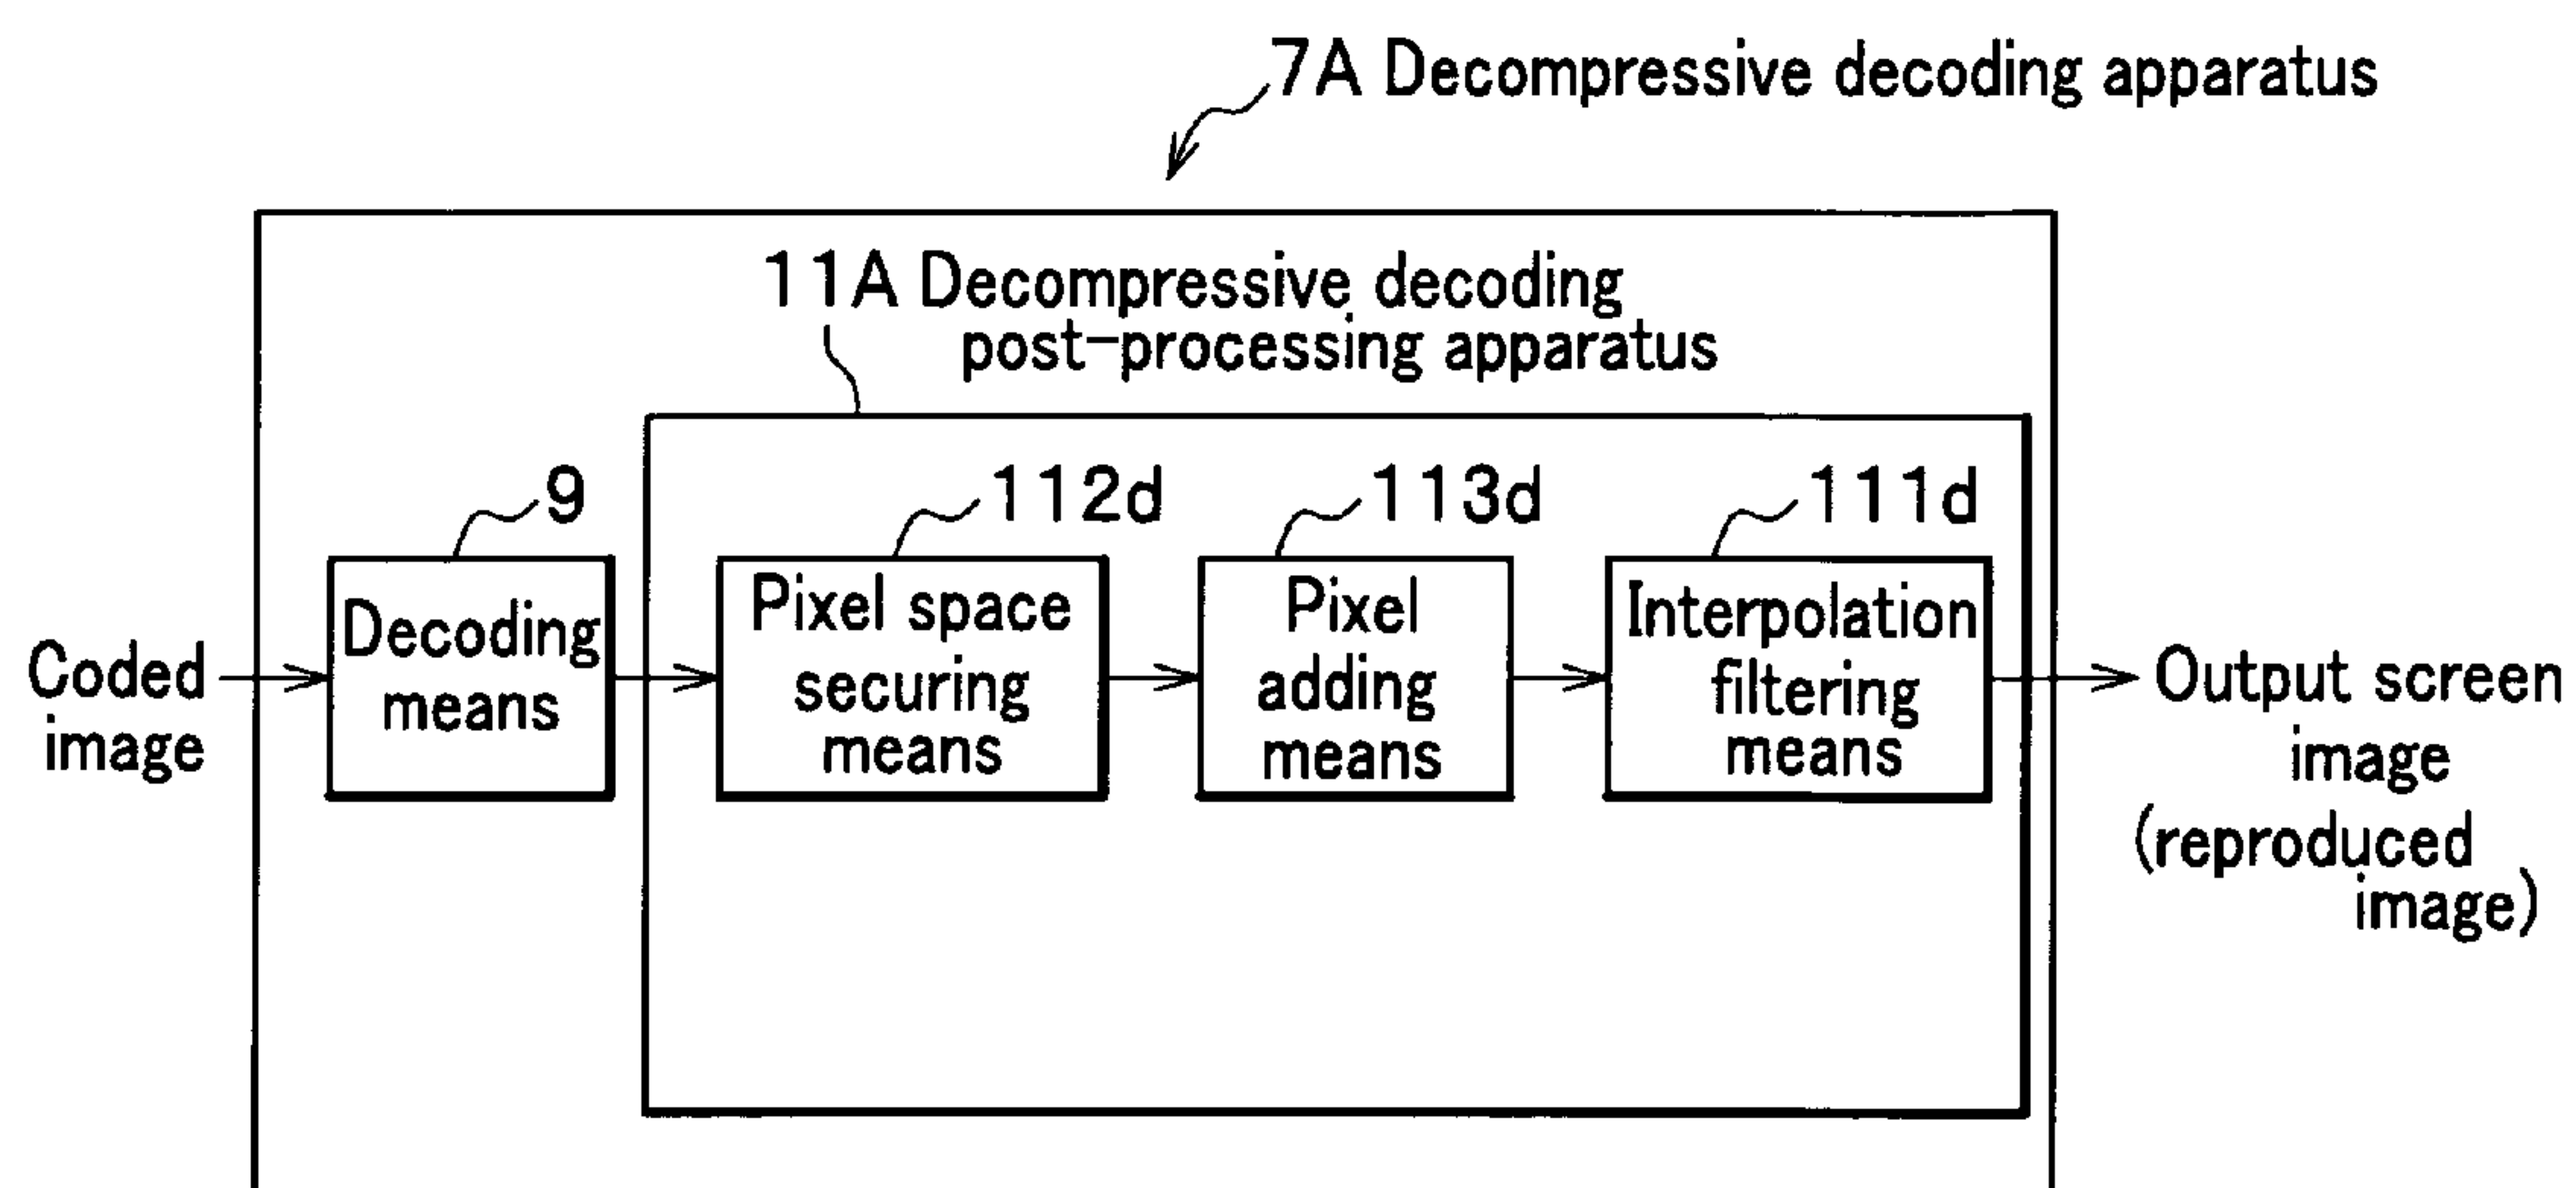 7A Decompressive decoding apparatus
11A Decompressive decoding
post-processing apparatus
9
112d
113d
111d
Coded
image
Decoding
means
Pixel space
securing
means
Pixel
adding
means
Interpolation
filtering
means
Output screen
image
(reproduced
image)